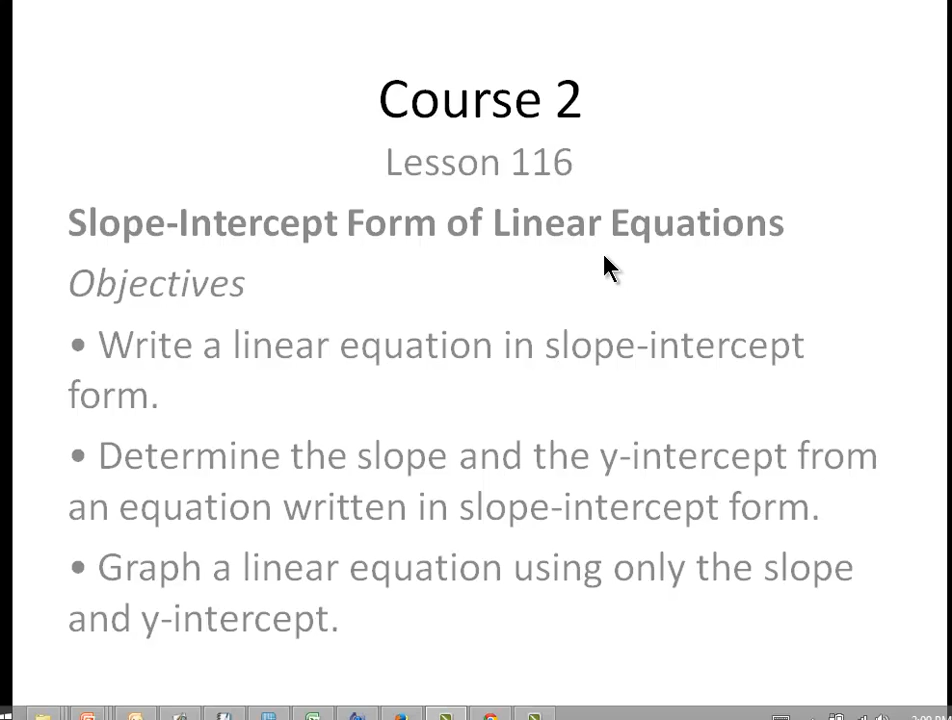 Course 2
Lesson 116
Slope-Intercept Form of Linear Equations
Objectives
• Write a linear equation in slope-intercept
form.
• Determine the slope and the y-intercept from
an equation written in slope-intercept form.
• Graph a linear equation using only the slope
and y-intercept.